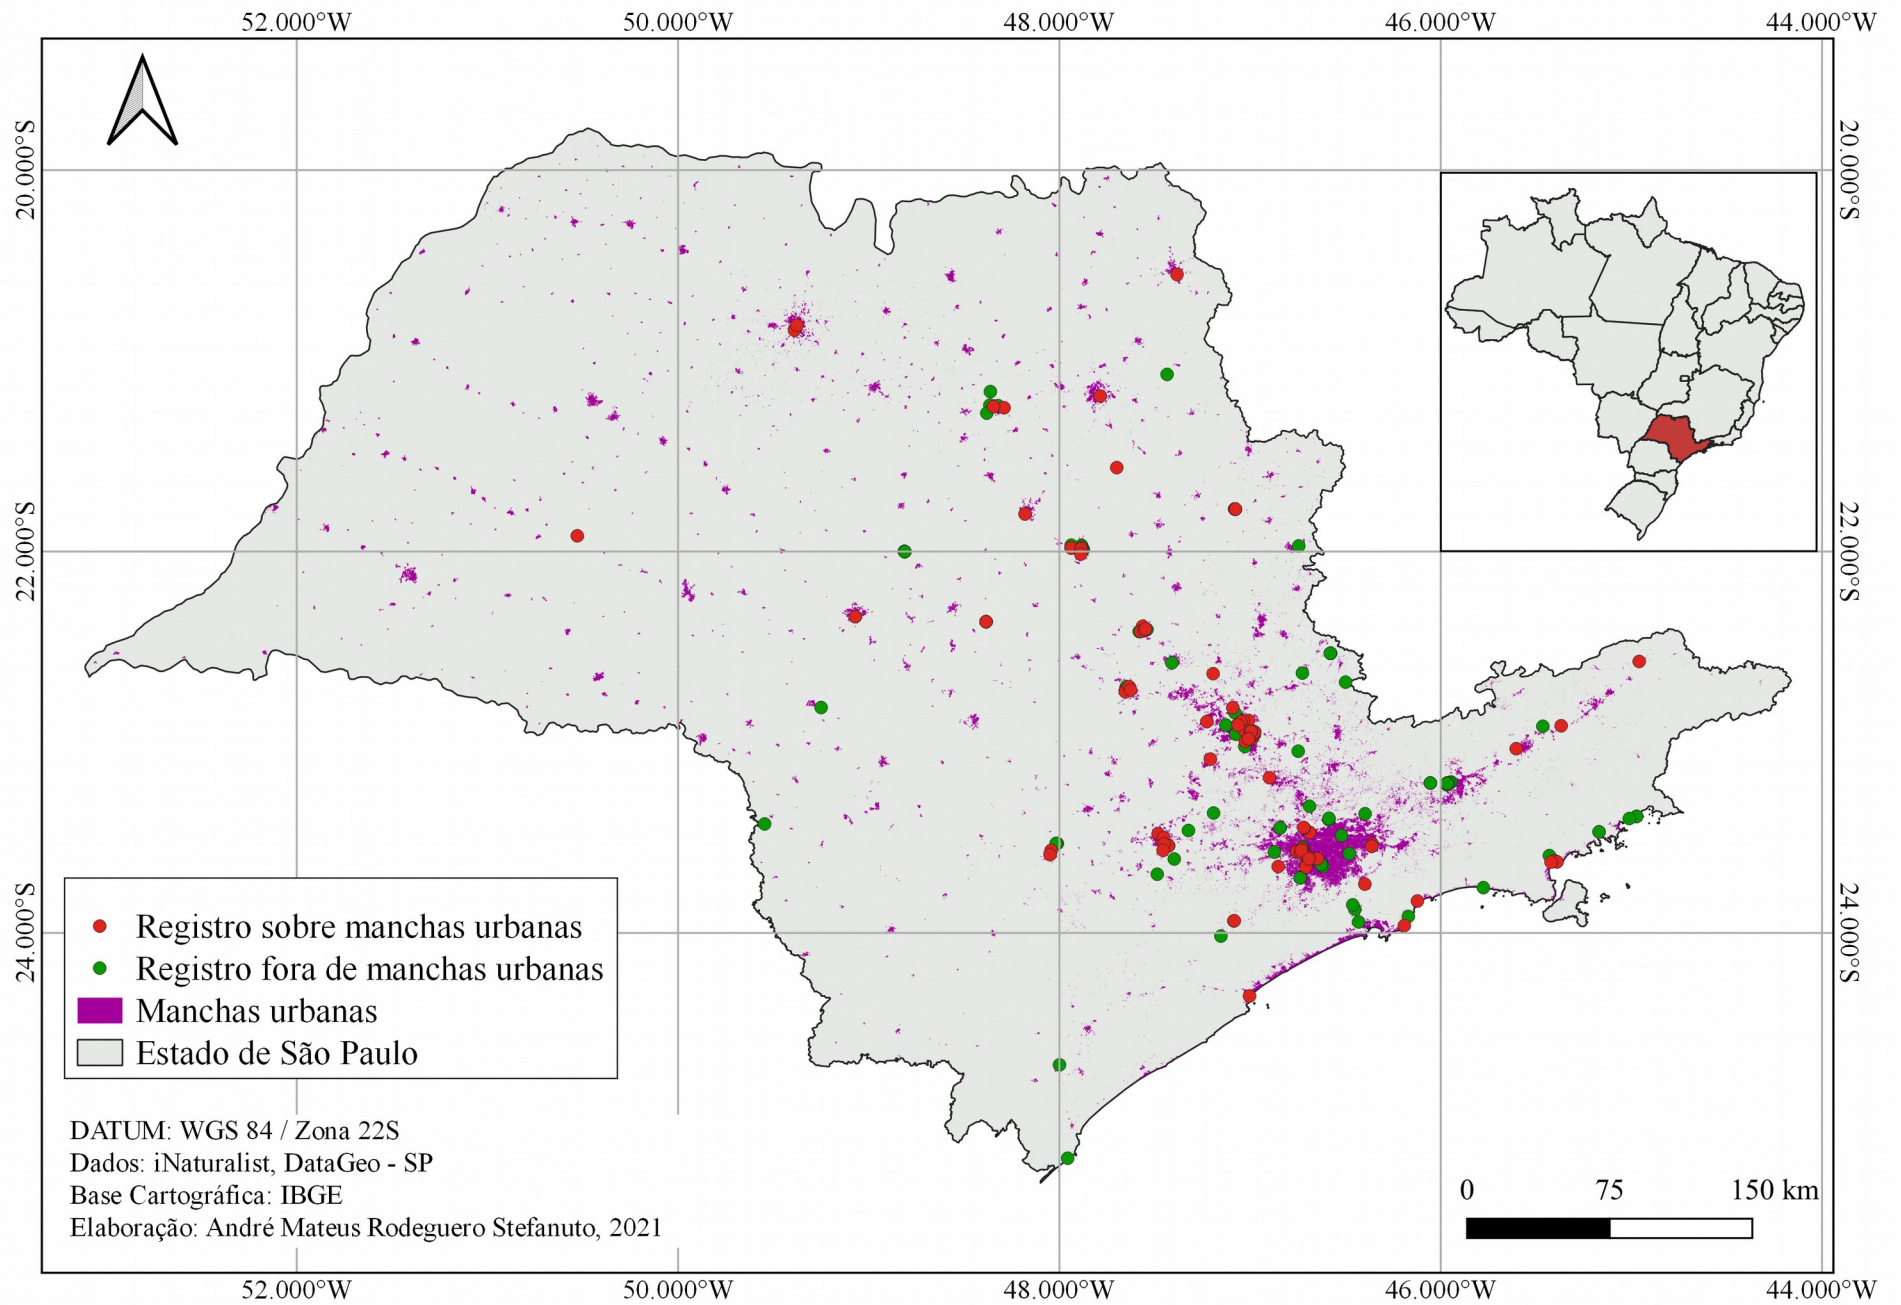 52.000°W 50.000°W 48.000°W 46.000°W 44.000°W
20.000°S 20.000°S
22.000°S 22.000°S
24.000°S 24.000°S
Registro sobre manchas urbanas
Registro fora de manchas urbanas
Manchas urbanas
Estado de São Paulo
DATUM: WGS 84 / Zona 22S
Dados: iNaturalist, DataGeo - SP
Base Cartográfica: IBGE
Elaboração: André Mateus Rodeguero Stefanuto, 2021
0 75 150 km
52.000°W 50.000°W 48.000°W 46.000°W 44.000°W